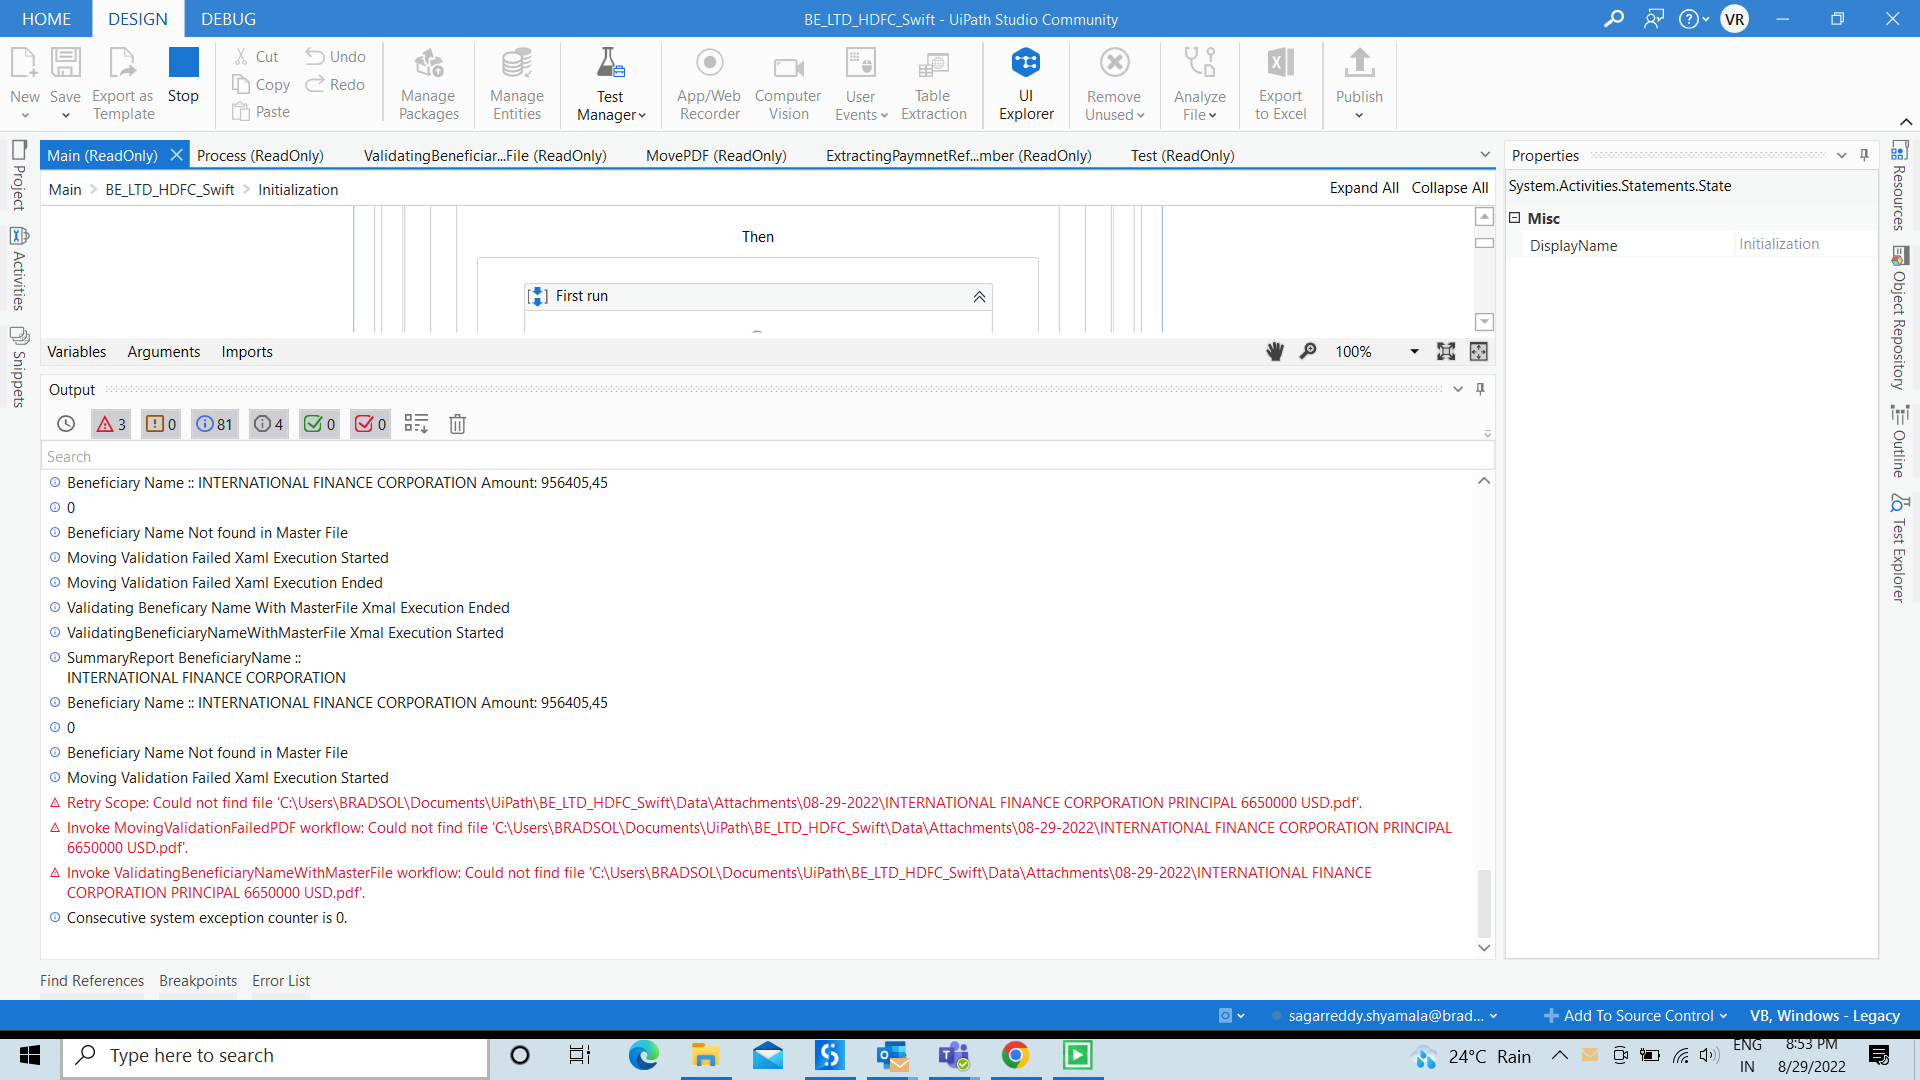 HOME
DESIGN
DEBUG
BE_LTD_HDFC_Swift - UiPath Studio Community
VR
New
Save
Export as
Template
Stop
Cut
Copy
Paste
Undo
Redo
Manage
Packages
Manage
Entities
Test
Manager
App/Web
Recorder
Computer
Vision
User
Events
Table
Extraction
UI
Explorer
Remove
Unused
Analyze
File
Export
to Excel
Publish
Project
Activities
Snippets
Main (ReadOnly)
Process (ReadOnly)
ValidatingBeneficiar...File (ReadOnly)
MovePDF (ReadOnly)
ExtractingPaymnetRef...mber (ReadOnly)
Test (ReadOnly)
Main > BE_LTD_HDFC_Swift > Initialization
Expand All
Collapse All
Then
First run
Variables
Arguments
Imports
100%
Output
3
0
81
4
0
0
Search
Beneficiary Name :: INTERNATIONAL FINANCE CORPORATION Amount: 956405,45
0
Beneficiary Name Not found in Master File
Moving Validation Failed Xaml Execution Started
Moving Validation Failed Xaml Execution Ended
Validating Beneficary Name With MasterFile Xmal Execution Ended
ValidatingBeneficiaryNameWithMasterFile Xmal Execution Started
SummaryReport BeneficiaryName ::
INTERNATIONAL FINANCE CORPORATION
Beneficiary Name :: INTERNATIONAL FINANCE CORPORATION Amount: 956405,45
0
Beneficiary Name Not found in Master File
Moving Validation Failed Xaml Execution Started
Retry Scope: Could not find file 'C:\Users\BRADSOL\Documents\UiPath\BE_LTD_HDFC_Swift\Data\Attachments\08-29-2022\INTERNATIONAL FINANCE CORPORATION PRINCIPAL 6650000 USD.pdf'.
Invoke MovingValidationFailedPDF workflow: Could not find file 'C:\Users\BRADSOL\Documents\UiPath\BE_LTD_HDFC_Swift\Data\Attachments\08-29-2022\INTERNATIONAL FINANCE CORPORATION PRINCIPAL
6650000 USD.pdf'.
Invoke ValidatingBeneficiaryNameWithMasterFile workflow: Could not find file 'C:\Users\BRADSOL\Documents\UiPath\BE_LTD_HDFC_Swift\Data\Attachments\08-29-2022\INTERNATIONAL FINANCE
CORPORATION PRINCIPAL 6650000 USD.pdf'.
Consecutive system exception counter is 0.
Find References
Breakpoints
Error List
Properties
System.Activities.Statements.State
Misc
DisplayName
Initialization
Resources
Object Repository
Outline
Test Explorer
sagarreddy.shyamala@brad...
Add To Source Control
VB, Windows - Legacy
Type here to search
24°C Rain
ENG
IN
8:53 PM
8/29/2022